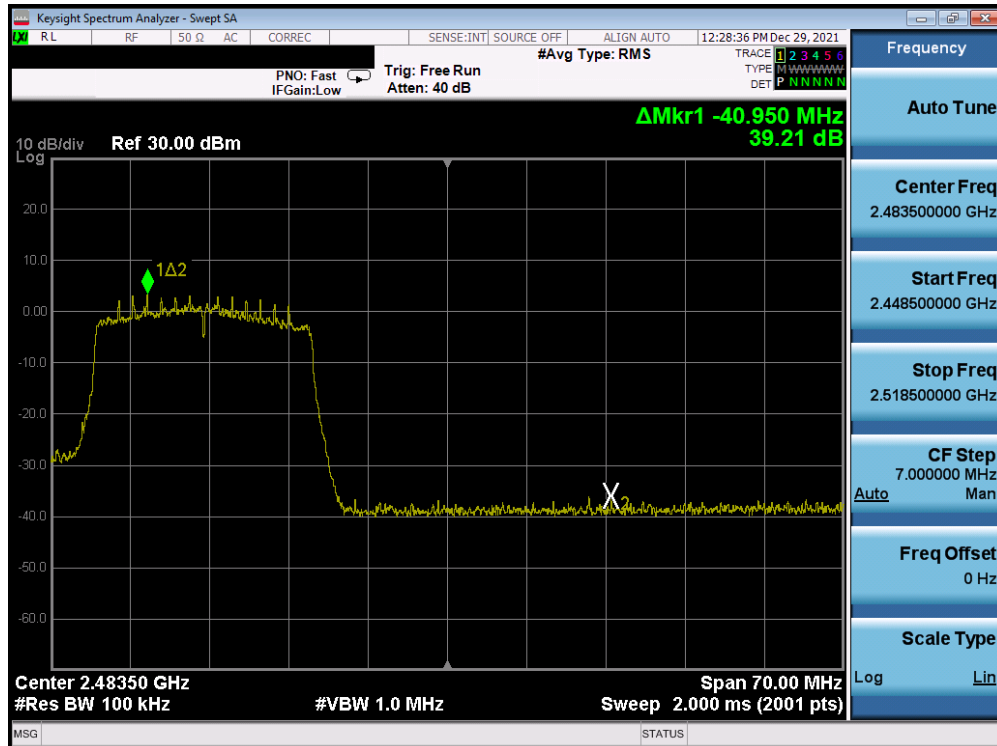 Keysight Spectrum Analyzer - Swept SA
LXI RL RF 50 Ω AC CORREC SENSE:INT SOURCE OFF ALIGN AUTO 12:28:36 PM Dec 29, 2021
#Avg Type: RMS TRACE 1 2 3 4 5 6
PNO: Fast Trig: Free Run TYPE M WWWWW
IFGain:Low Atten: 40 dB DET P N N N N N
ΔMkr1 -40.950 MHz
10 dB/div Ref 30.00 dBm 39.21 dB
Log
20.0
10.0
1Δ2
0.00
-10.0
-20.0
-30.0
X2
-40.0
-50.0
-60.0
Center 2.48350 GHz Span 70.00 MHz
#Res BW 100 kHz #VBW 1.0 MHz Sweep 2.000 ms (2001 pts)
MSG STATUS
Frequency
Auto Tune
Center Freq
2.483500000 GHz
Start Freq
2.448500000 GHz
Stop Freq
2.518500000 GHz
CF Step
7.000000 MHz
Auto Man
Freq Offset
0 Hz
Scale Type
Log Lin